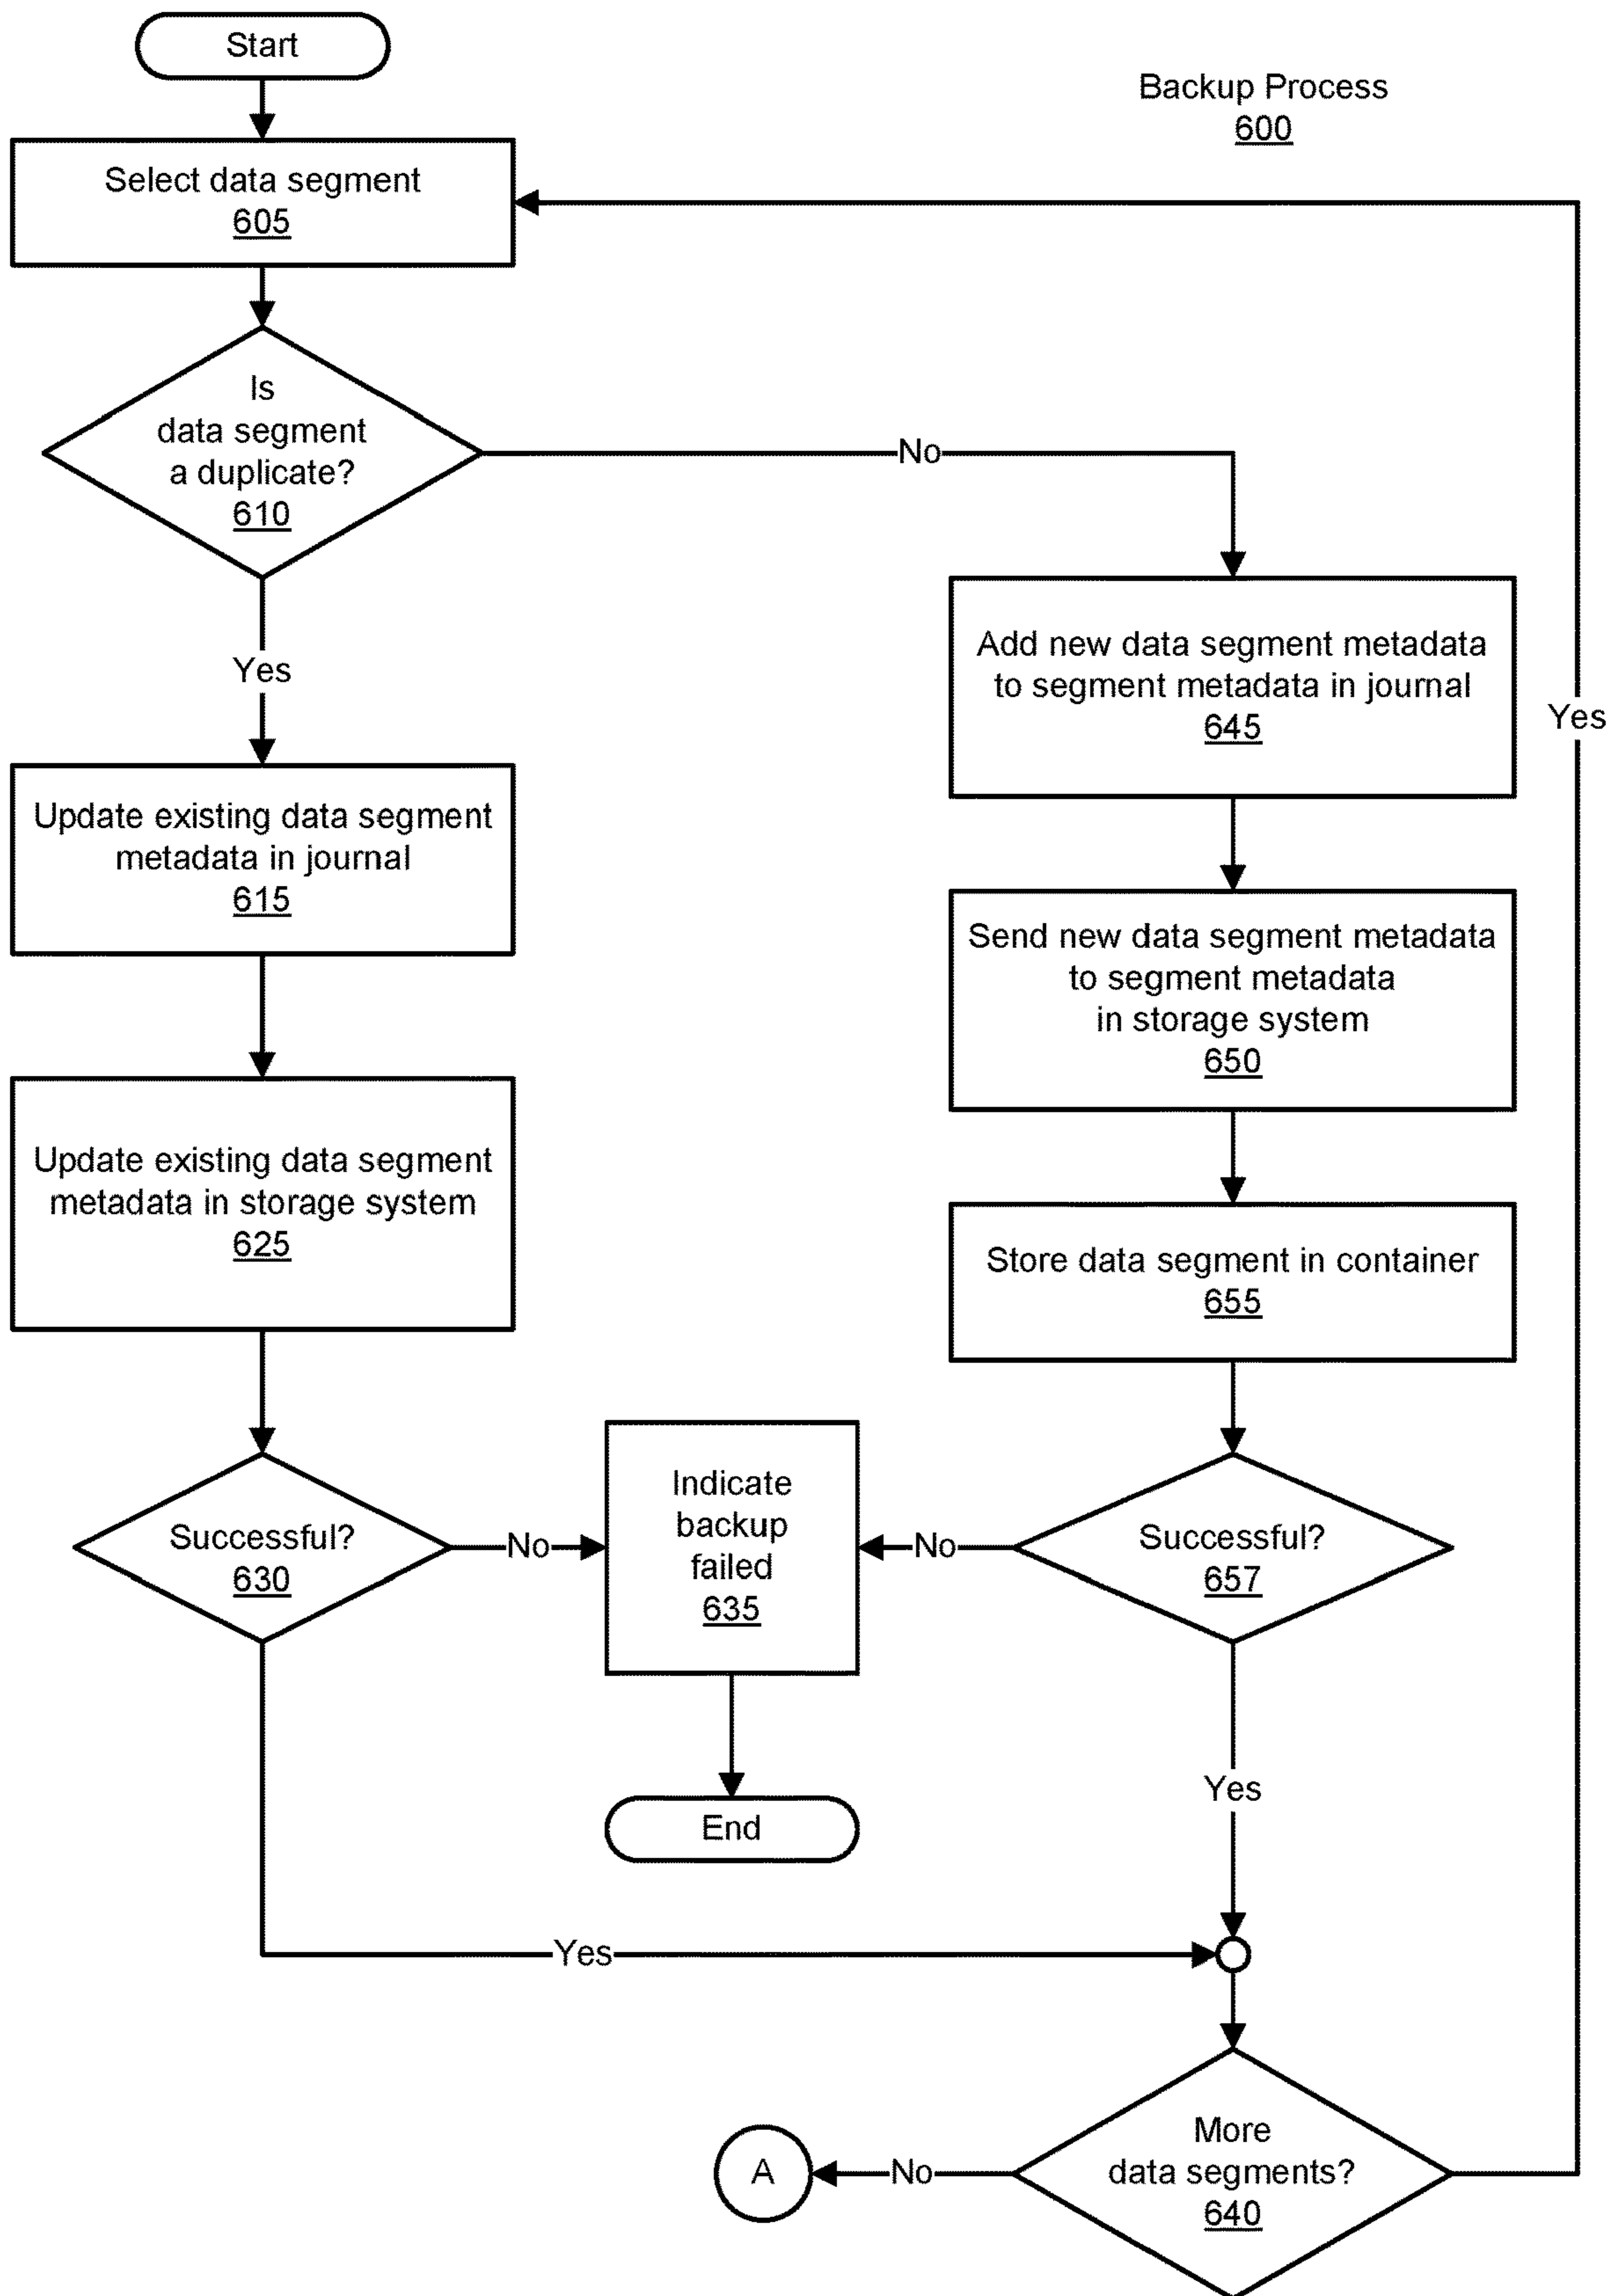 Start
Backup Process
600
Select data segment
605
Is
data segment
a duplicate?
610
No
Yes
Add new data segment metadata
to segment metadata in journal
645
Yes
Update existing data segment
metadata in journal
615
Send new data segment metadata
to segment metadata
in storage system
650
Update existing data segment
metadata in storage system
625
Store data segment in container
655
Successful?
630
No
Indicate
backup
failed
635
No
Successful?
657
Yes
End
Yes
More
data segments?
640
No
A